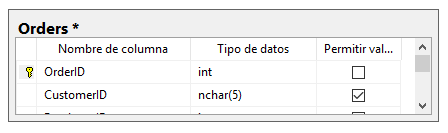 Orders *
Nombre de columna Tipo de datos Permitir val...
OrderID int
CustomerID nchar(5)